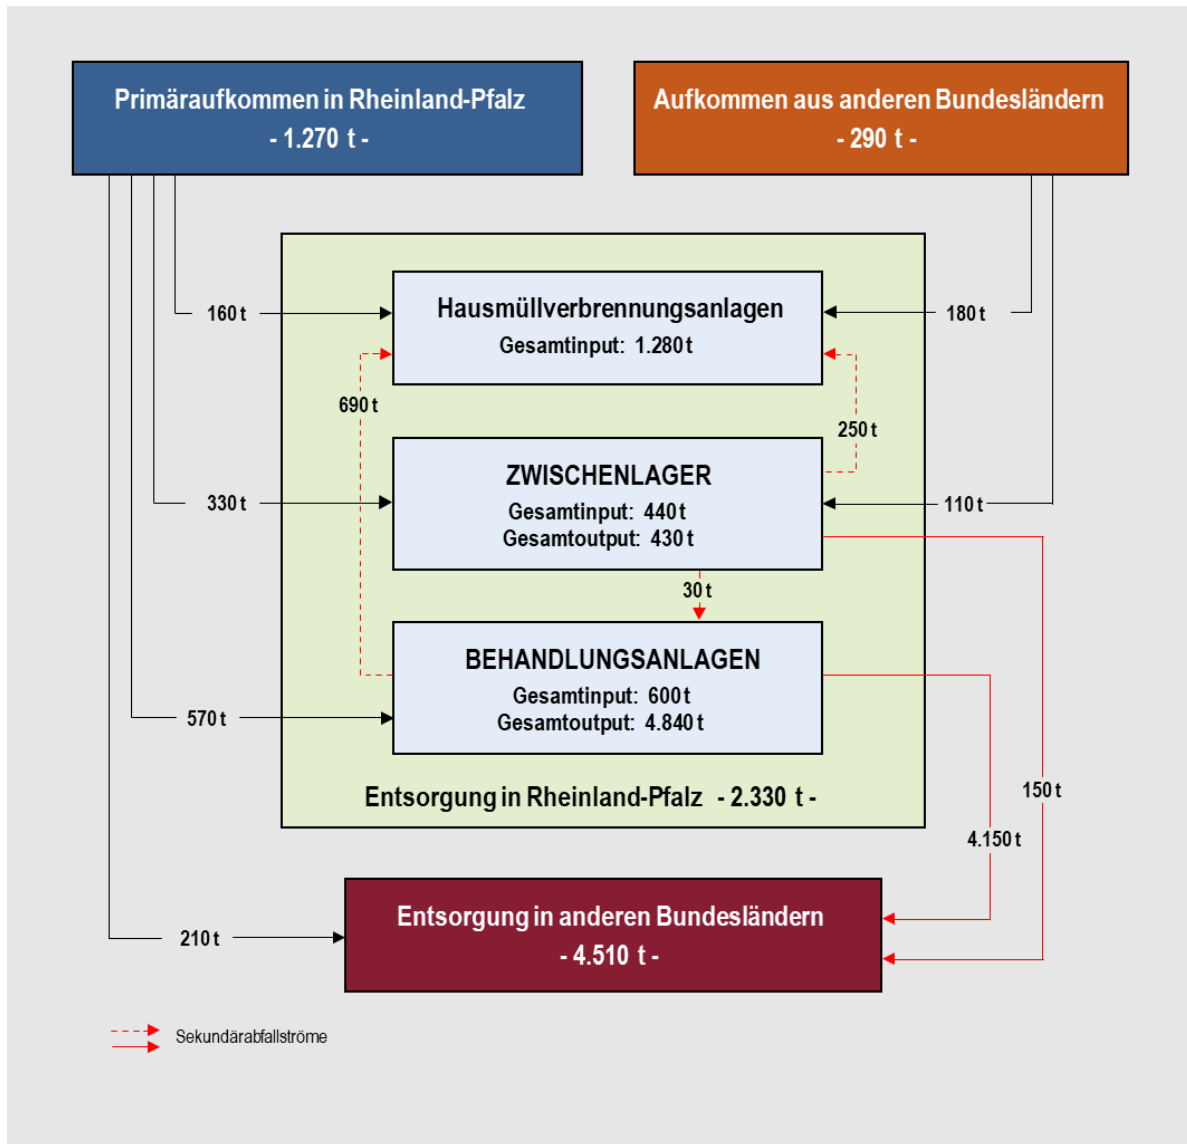 Primäraufkommen in Rheinland-Pfalz
- 1.270 t -
Aufkommen aus anderen Bundesländern
- 290 t -
Hausmüllverbrennungsanlagen
Gesamtinput: 1.280 t
160 t
180 t
690 t
250 t
ZWISCHENLAGER
Gesamtinput: 440 t
Gesamtoutput: 430 t
330 t
110 t
30 t
BEHANDLUNGSANLAGEN
Gesamtinput: 600 t
Gesamtoutput: 4.840 t
570 t
Entsorgung in Rheinland-Pfalz - 2.330 t -
150 t
4.150 t
Entsorgung in anderen Bundesländern
- 4.510 t -
210 t
Sekundärabfallströme